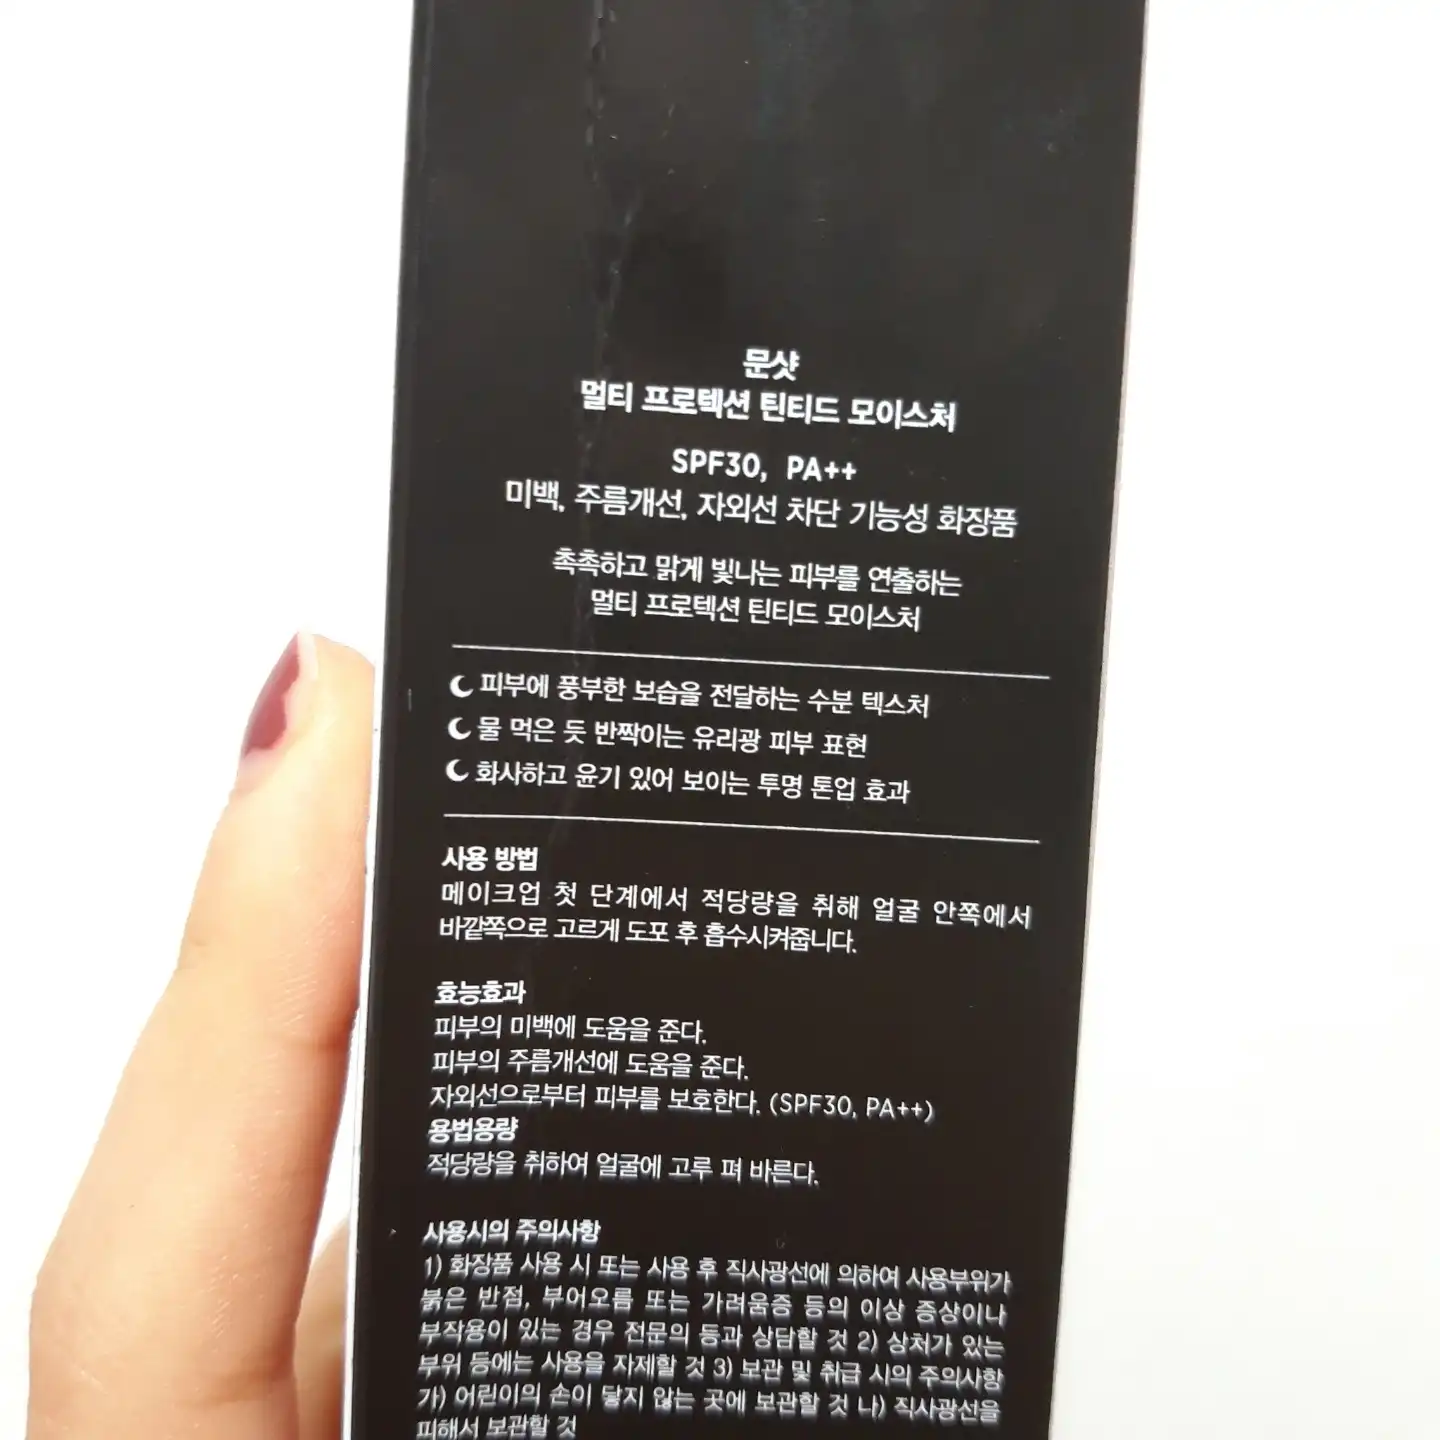 문샷
멀티 프로텍션 틴티드 모이스처
SPF30, PA++
미백, 주름개선, 자외선 차단 기능성 화장품
촉촉하고 맑게 빛나는 피부를 연출하는
멀티 프로텍션 틴티드 모이스처
피부에 풍부한 보습을 전달하는 수분 텍스처
물 먹은 듯 반짝이는 유리광 피부 표현
화사하고 윤기 있어 보이는 투명 톤업 효과
사용 방법
메이크업 첫 단계에서 적당량을 취해 얼굴 안쪽에서
바깥쪽으로 고르게 도포 후 흡수시켜줍니다.
효능효과
피부의 미백에 도움을 준다.
피부의 주름개선에 도움을 준다.
자외선으로부터 피부를 보호한다. (SPF30, PA++)
용법용량
적당량을 취하여 얼굴에 고루 펴 바른다.
사용시의 주의사항
1) 화장품 사용 시 또는 사용 후 직사광선에 의하여 사용부위가
붉은 반점, 부어오름 또는 가려움증 등의 이상 증상이나
부작용이 있는 경우 전문의 등과 상담할 것 2) 상처가 있는
부위 등에는 사용을 자제할 것 3) 보관 및 취급 시의 주의사항
가) 어린이의 손이 닿지 않는 곳에 보관할 것 나) 직사광선을
피해서 보관할 것